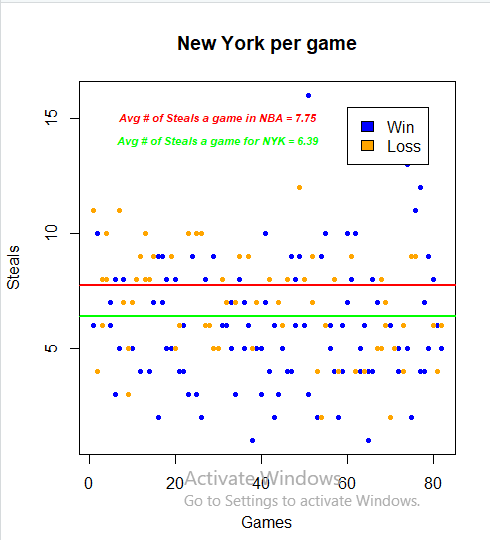 New York per game
Avg # of Steals a game in NBA = 7.75
Avg # of Steals a game for NYK = 6.39
Win
Loss
15
10
5
Steals
0 20 40 60 80
Games
Activate Windows
Go to Settings to activate Windows.